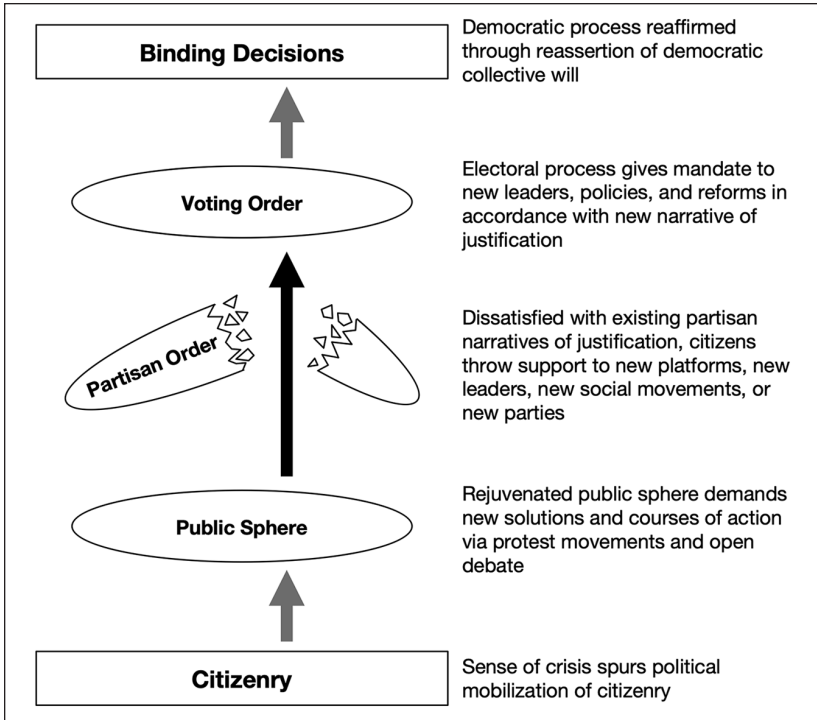 Binding Decisions
Democratic process reaffirmed
through reassertion of democratic
collective will
Voting Order
Electoral process gives mandate to
new leaders, policies, and reforms in
accordance with new narrative of
justification
Partisan Order
Dissatisfied with existing partisan
narratives of justification, citizens
throw support to new platforms, new
leaders, new social movements, or
new parties
Public Sphere
Rejuvenated public sphere demands
new solutions and courses of action
via protest movements and open
debate
Citizenry
Sense of crisis spurs political
mobilization of citizenry